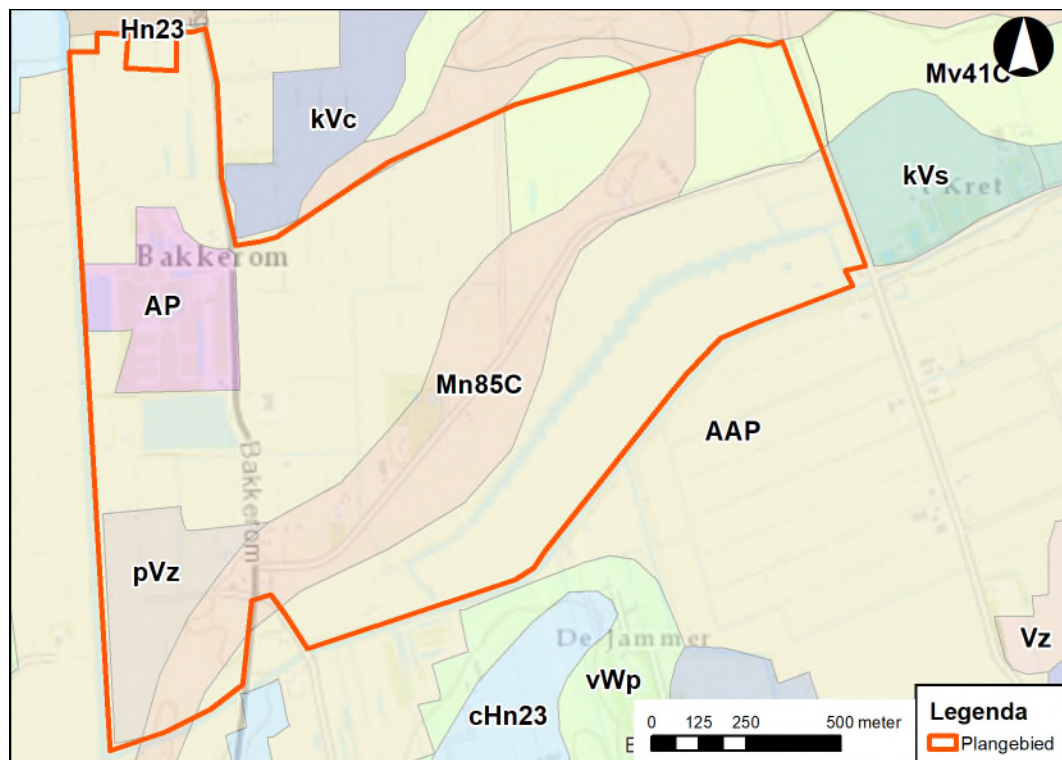 Hn23
Mv41C
kVc
kVs
't Kret
Bakkerom
AP
Mn85C
AAP
Bakkerom
pVz
De Jammer
Vz
vWp
cHn23
0 125 250 500 meter
E
Legenda
Plangebied